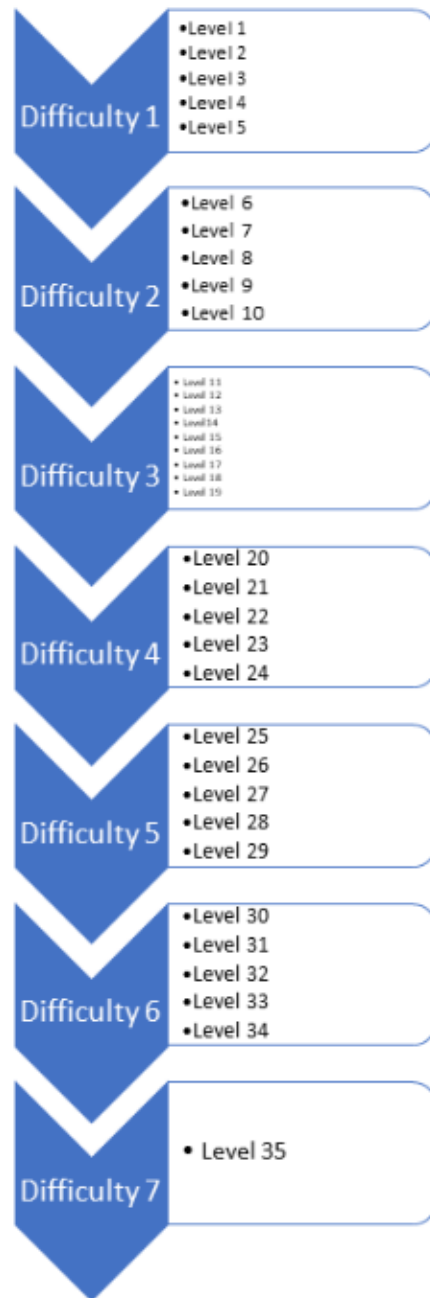 Difficulty 1
•Level 1
•Level 2
•Level 3
•Level 4
•Level 5
Difficulty 2
•Level 6
•Level 7
•Level 8
•Level 9
•Level 10
Difficulty 3
• Level 11
• Level 12
• Level 13
• Level14
• Level 15
• Level 16
• Level 17
• Level 18
• Level 19
Difficulty 4
•Level 20
•Level 21
•Level 22
•Level 23
•Level 24
Difficulty 5
•Level 25
•Level 26
•Level 27
•Level 28
•Level 29
Difficulty 6
•Level 30
•Level 31
•Level 32
•Level 33
•Level 34
Difficulty 7
• Level 35